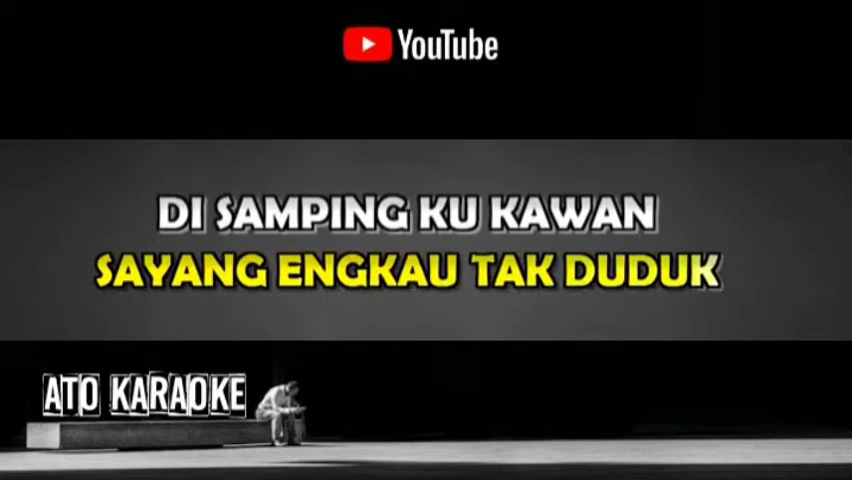 YouTube
DI SAMPING KU KAWAN
SAYANG ENGKAU TAK DUDUK
ATO KARAOKE